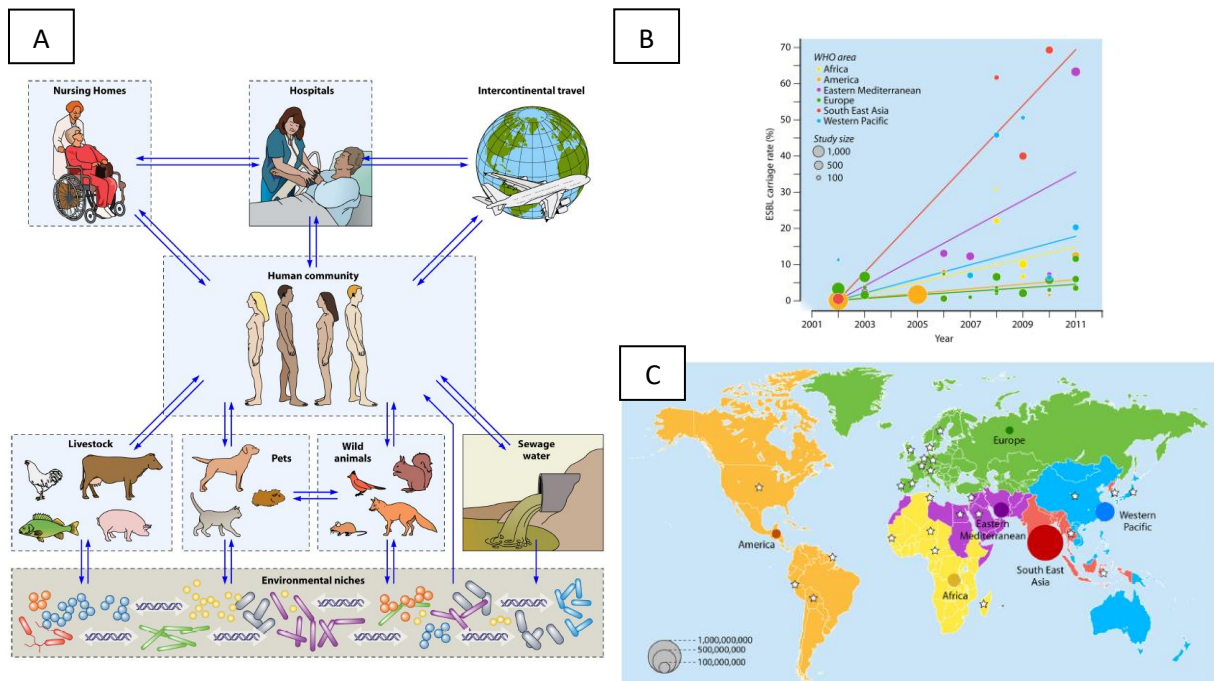 A
Nursing Homes
Hospitals
Intercontinental travel
Human community
Livestock
Pets
Wild
animals
Sewage
water
Environmental niches
B
ESBL carriage rate (%)
70
60
50
40
30
20
10
0
WHO area
Africa
America
Eastern Mediterranean
Europe
South East Asia
Western Pacific
Study size
1,000
500
100
2001
2003
2005
2007
2009
2011
Year
C
Europe
Western
Pacific
Eastern
Mediterranean
America
South East
Asia
Africa
1,000,000,000
500,000,000
100,000,000